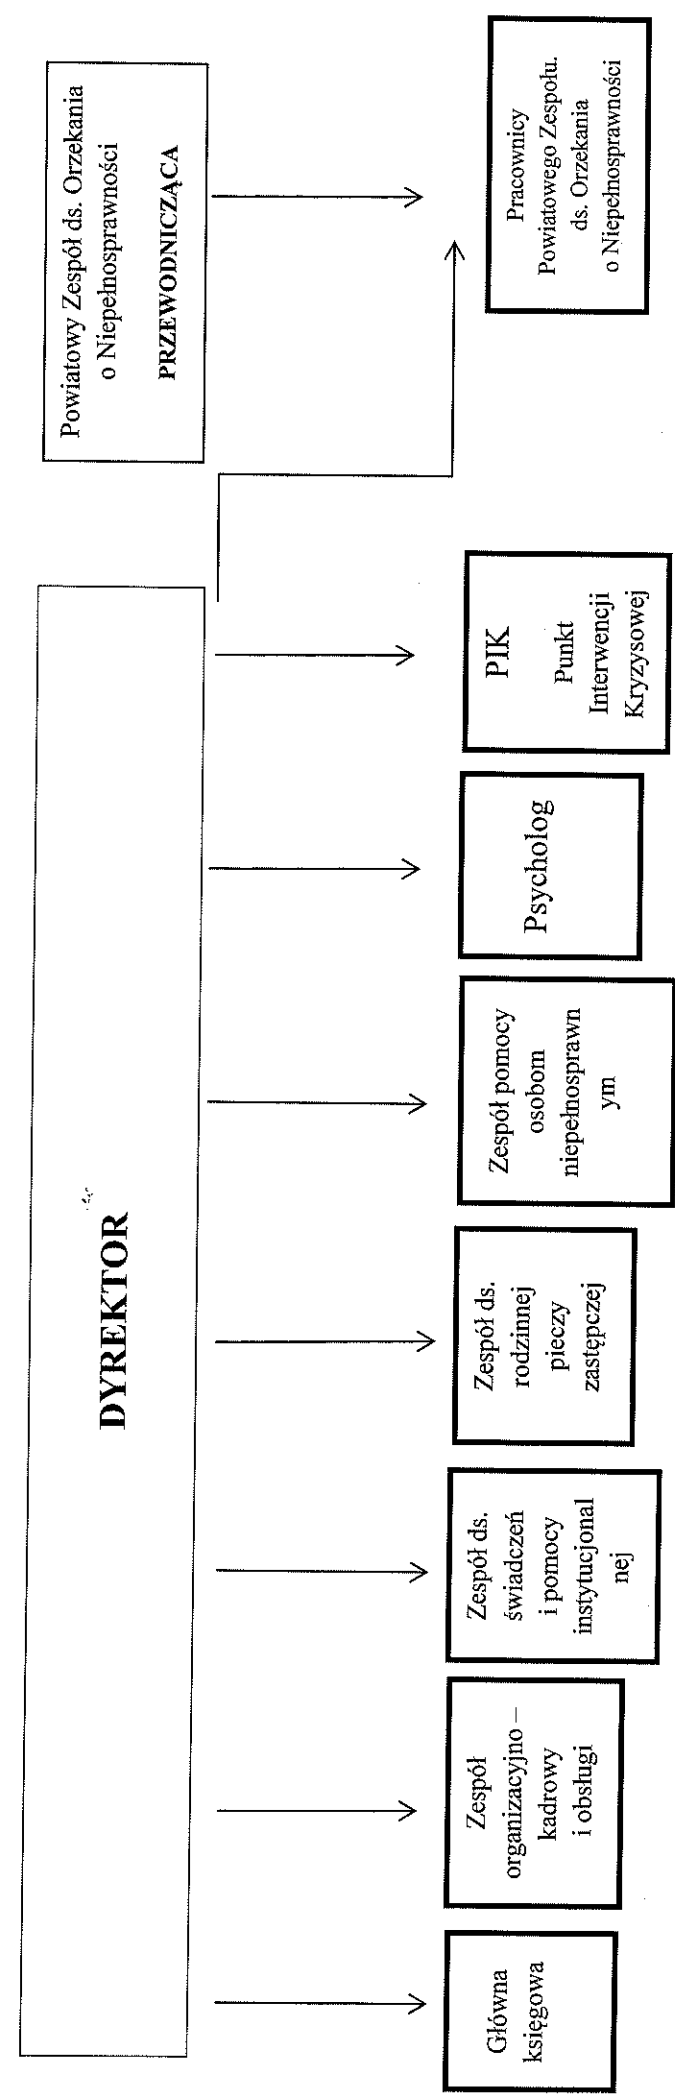 DYREKTOR
Powiatowy Zespół ds. Orzekania
o Niepełnosprawności
PRZEWODNICZĄCA
Główna
księgowa
Zespół
organizacyjno –
kadrowy
i obsługi
Zespół ds.
świadczeń
i pomocy
instytucjonal
nej
Zespół ds.
rodzinnej
pieczy
zastępczej
Zespół pomocy
osobom
niepełnosprawn
ym
Psycholog
PIK
Punkt
Interwencji
Kryzysowej
Pracownicy
Powiatowego Zespołu.
ds. Orzekania
o Niepełnosprawności